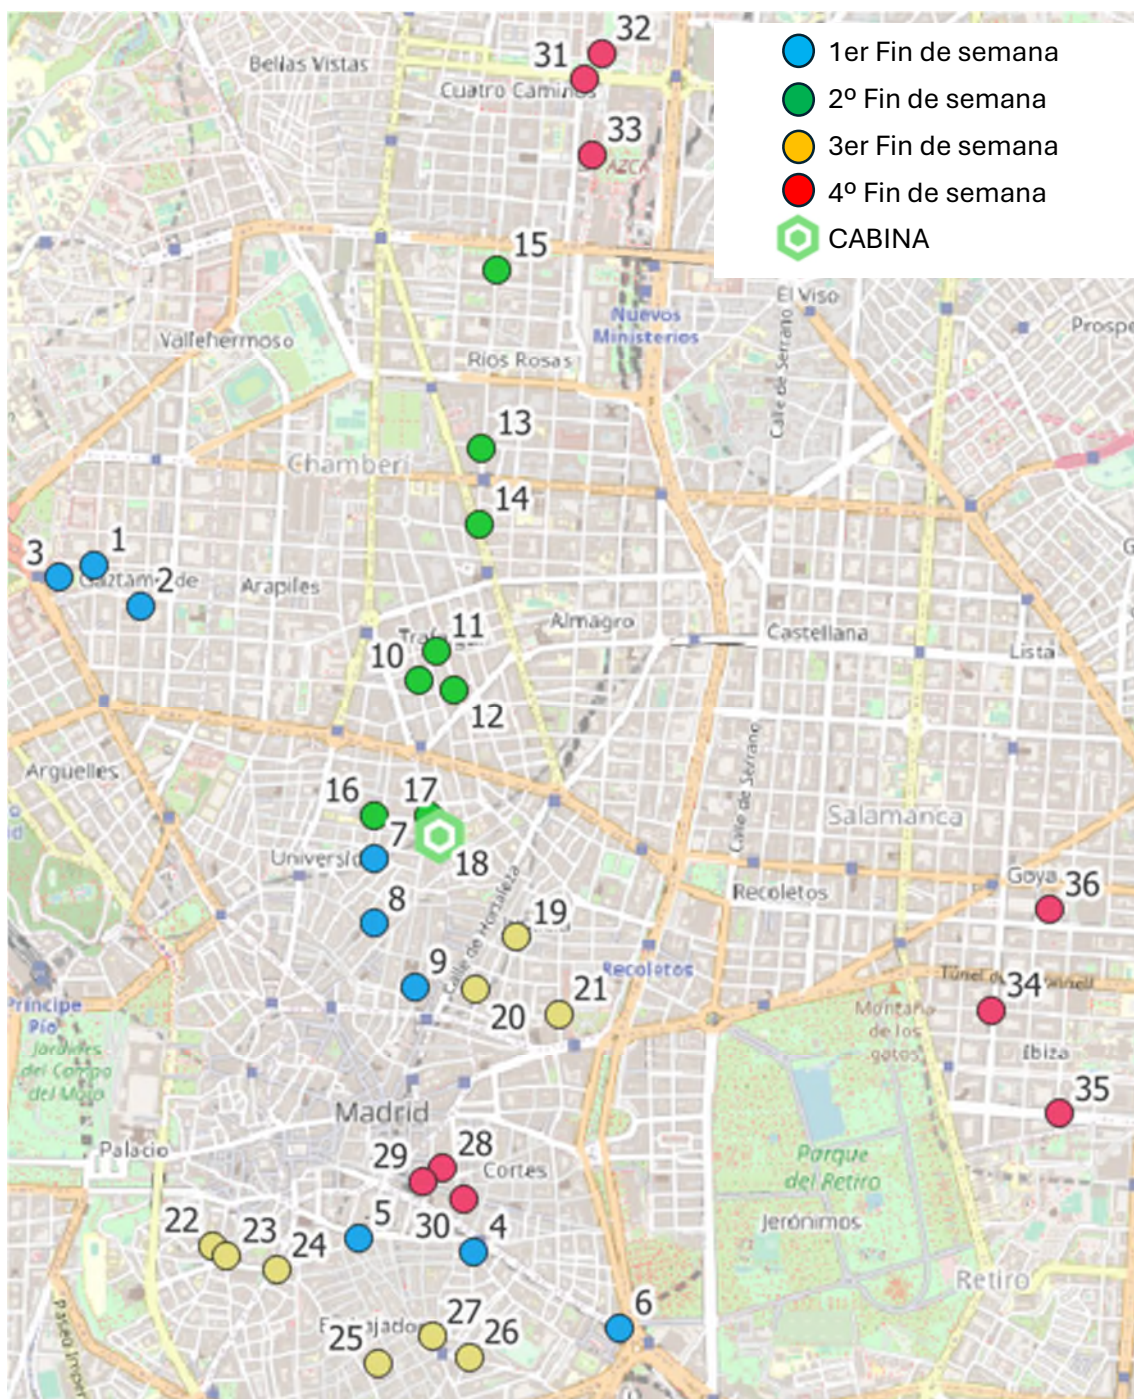 32
31
Bellas Vistas
33
AZCA
15
1er Fin de semana
2º Fin de semana
3er Fin de semana
4º Fin de semana
CABINA
El Viso
Nuevos
Ministerios
Calle de Serrano
Vallehermoso
Ríos Rosas
13
Chamberí
14
3
1
2
Arapiles
11
10
12
Almagro
Castellana
Lista
Arguelles
Calle de Serrano
16
17
7
18
Salamanca
8
Calle de Hortaleza
19
Recoletos
Goya
36
9
20
21
Recoletos
34
Montaña
de los
gatos
Príncipe
Pío
Jardines
del Campo
del Moro
Ibiza
35
Madrid
Palacio
29
28
Cortes
30
Parque
del Retiro
Jerónimos
Retiro
5
4
22
23
24
6
25
27
26